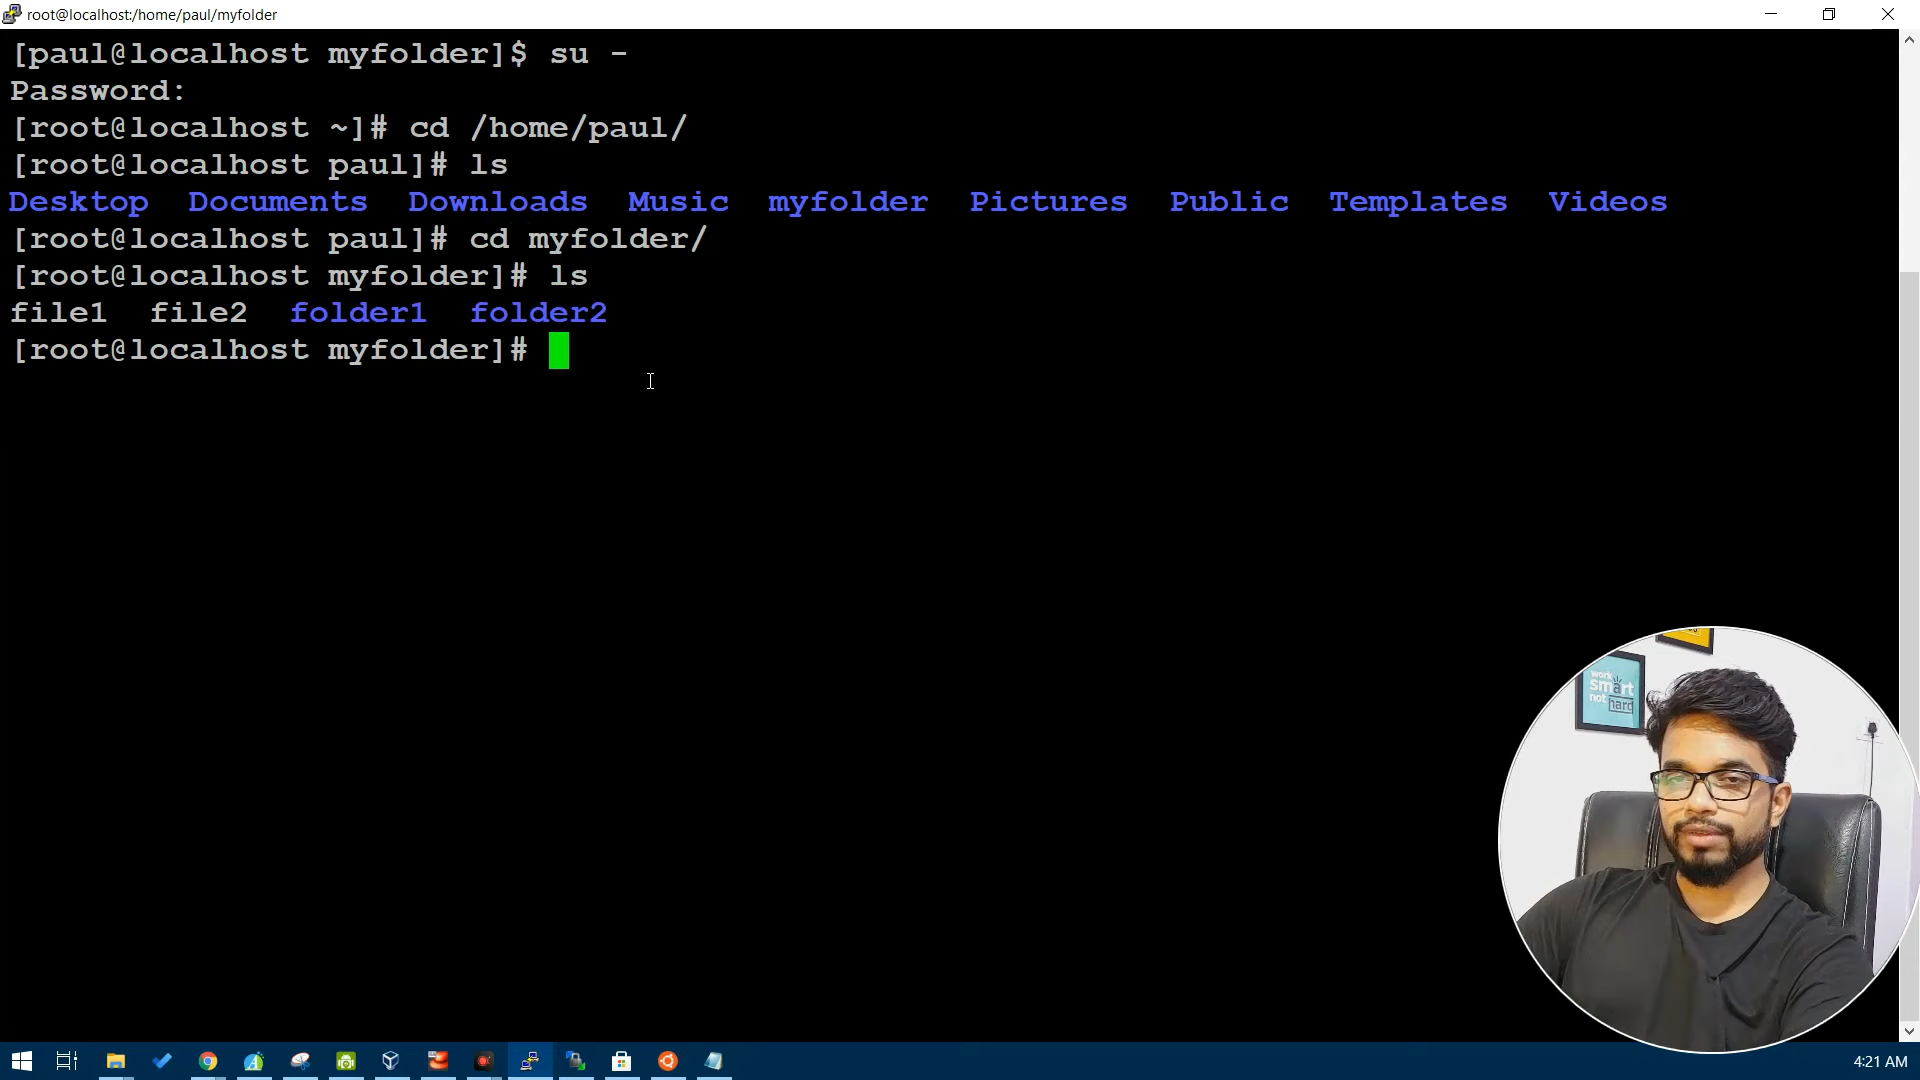 root@localhost:/home/paul/myfolder
[paul@localhost myfolder]$ su -
Password:
[root@localhost ~]# cd /home/paul/
[root@localhost paul]# ls
Desktop Documents Downloads Music myfolder Pictures Public Templates Videos
[root@localhost paul]# cd myfolder/
[root@localhost myfolder]# ls
file1 file2 folder1 folder2
[root@localhost myfolder]#
work
smart
not hard
4:21 AM